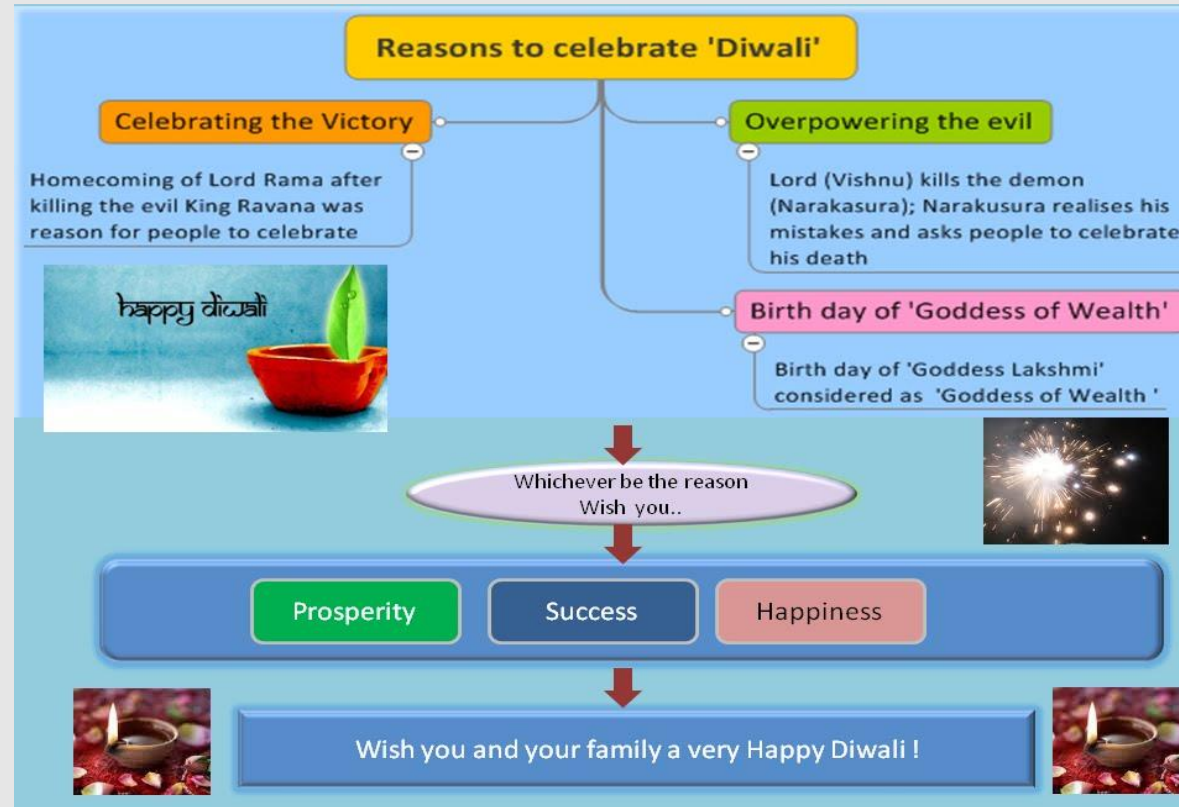 Reasons to celebrate 'Diwali'
Celebrating the Victory
Homecoming of Lord Rama after
killing the evil King Ravana was
reason for people to celebrate
Overpowering the evil
Lord (Vishnu) kills the demon
(Narakasura); Narakusura realises his
mistakes and asks people to celebrate
his death
happy diwali
Birth day of 'Goddess of Wealth'
Birth day of 'Goddess Lakshmi'
considered as 'Goddess of Wealth '
Whichever be the reason
Wish you..
Prosperity
Success
Happiness
Wish you and your family a very Happy Diwali !